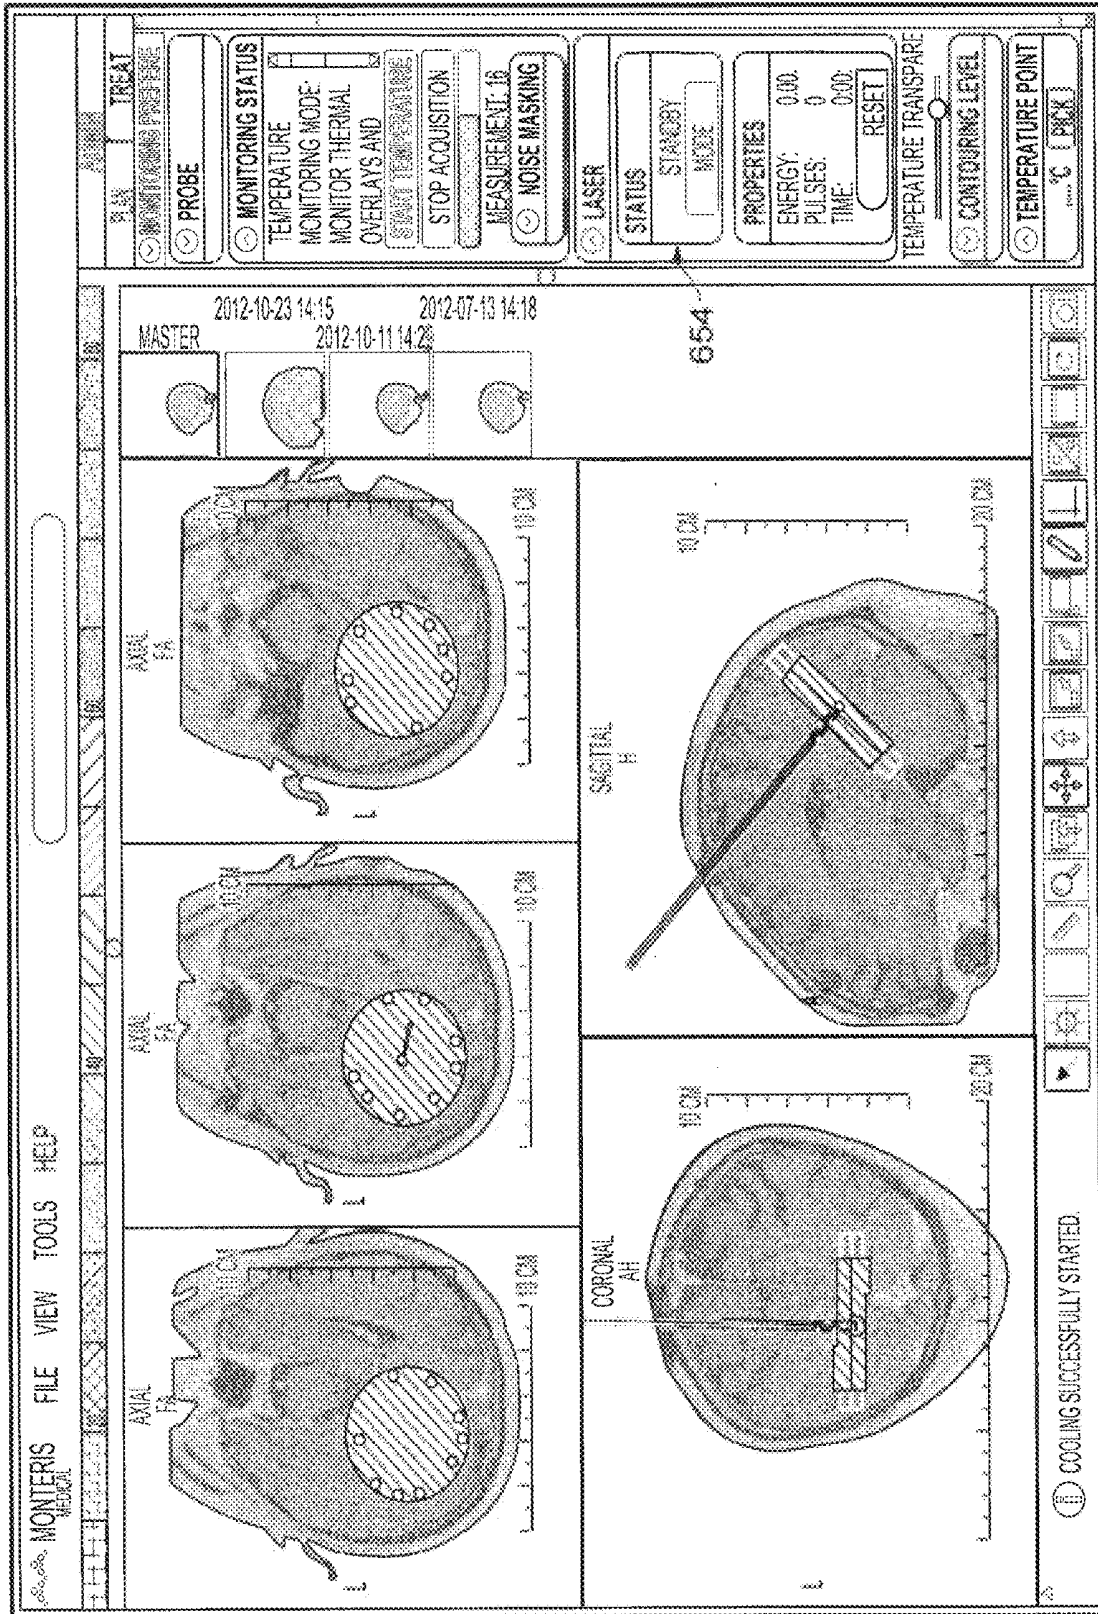 MONTERIS
MEDICAL
FILE VIEW TOOLS HELP
PLAN TREAT
AXIAL
10 CM
10 CM
L
AXIAL
FA
10 CM
10 CM
L
AXIAL
FA
10 CM
10 CM
L
MASTER
2012-10-23 14:15
2012-10-11 14:2
2012-07-13 14:18
CORONAL
AH
10 CM
20 CM
L
SAGITTAL
H
10 CM
20 CM
MONITORING PREFERE
PROBE
MONITORING STATUS
TEMPERATURE
MONITORING MODE:
MONITOR THERMAL
OVERLAYS AND
START TEMPERATURE
STOP ACQUISITION
MEASUREMENT: 16
NOISE MASKING
LASER
STATUS
STANDBY
MODE
654
PROPERTIES
ENERGY: 0.00.
PULSES: 0
TIME: 0:00:
RESET
TEMPERATURE TRANSPARE
CONTOURING LEVEL
TEMPERATURE POINT
---.-°C PICK
COOLING SUCCESSFULLY STARTED.